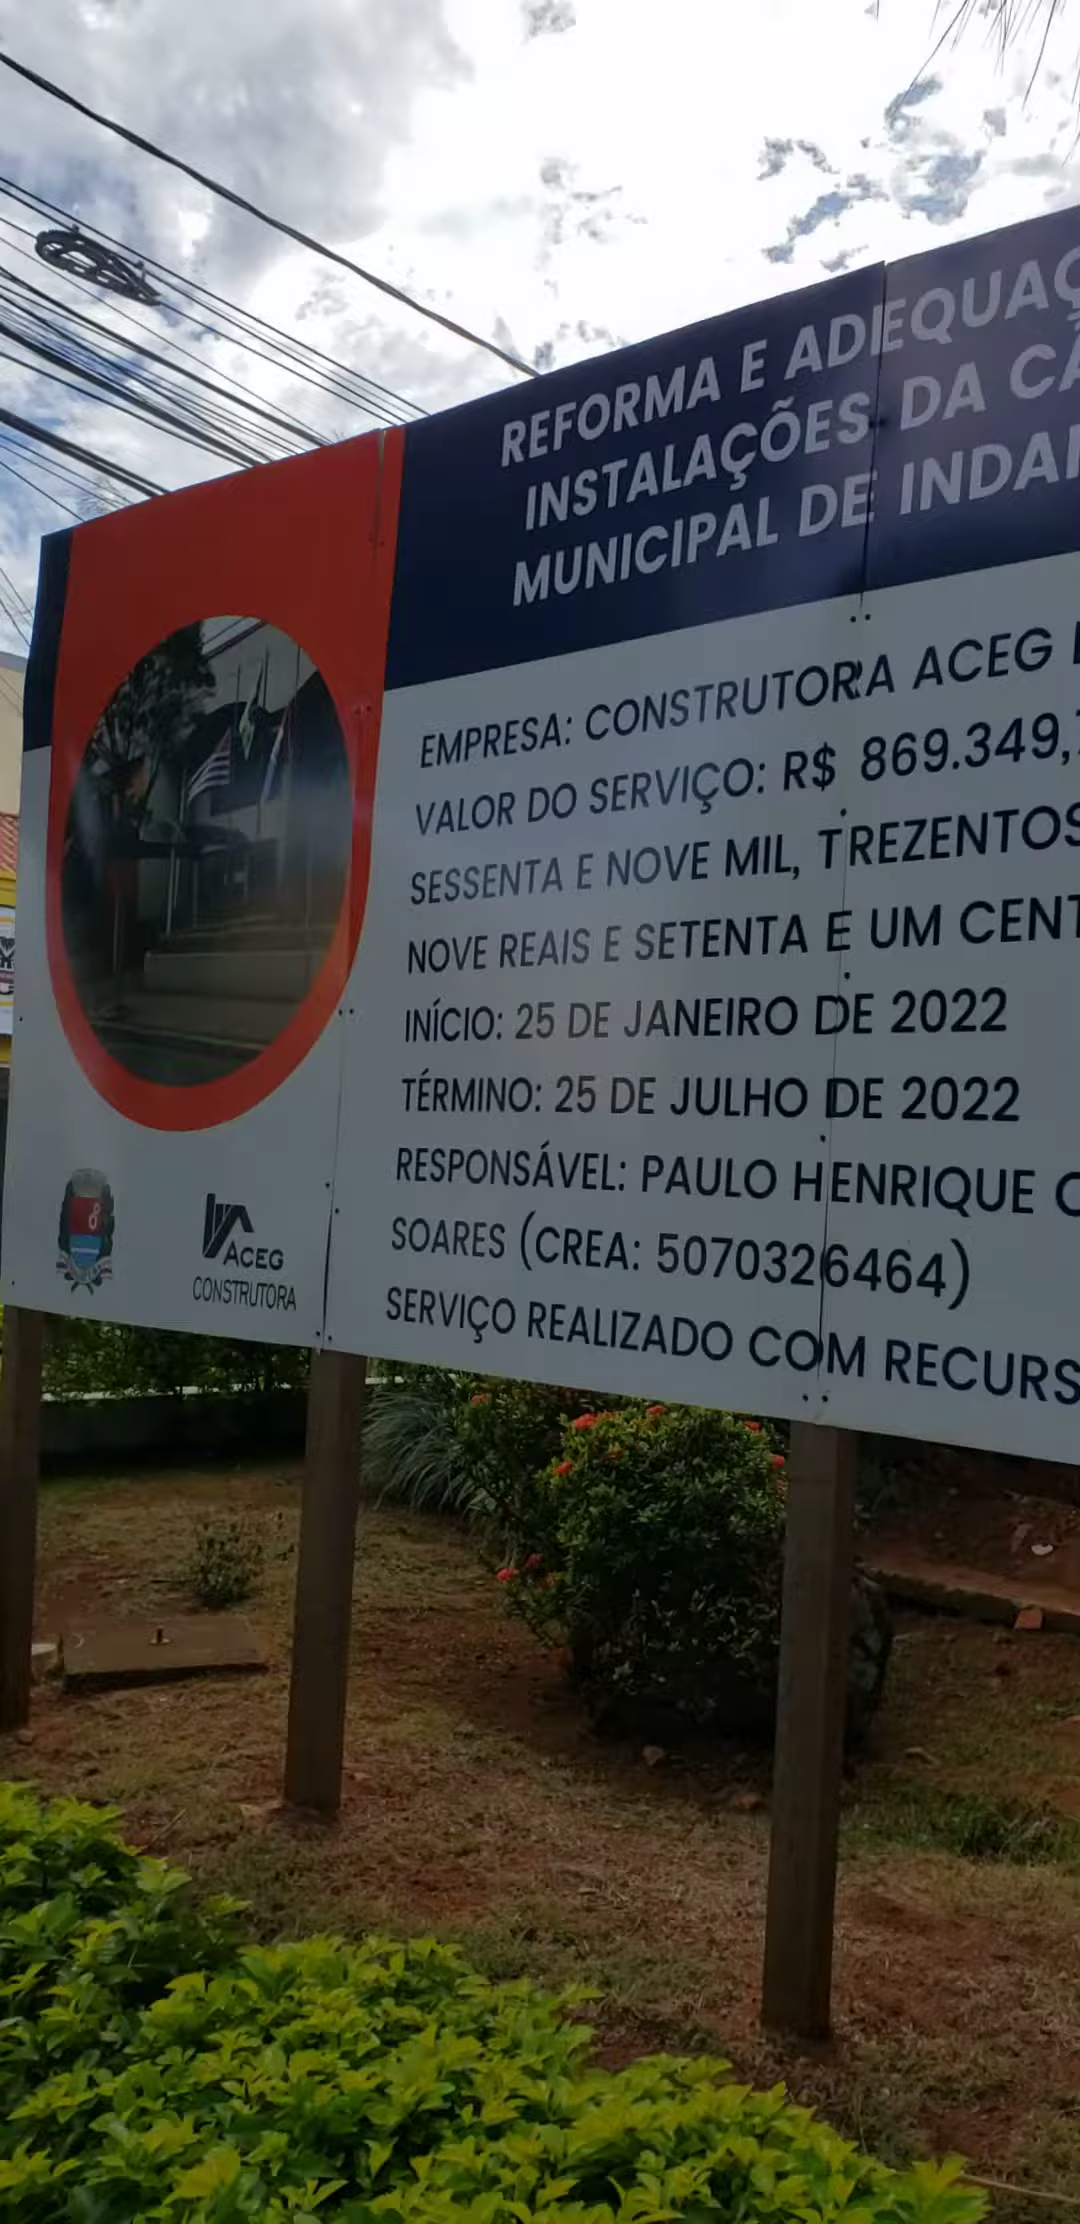 REFORMA E ADEQUAÇ
INSTALAÇÕES DA CÂ
MUNICIPAL DE INDAI
EMPRESA: CONSTRUTORA ACEG
VALOR DO SERVIÇO: R$ 869.349,
SESSENTA E NOVE MIL, TREZENTOS
NOVE REAIS E SETENTA E UM CENT
INÍCIO: 25 DE JANEIRO DE 2022
TÉRMINO: 25 DE JULHO DE 2022
RESPONSÁVEL: PAULO HENRIQUE
SOARES (CREA: 5070326464)
SERVIÇO REALIZADO COM RECURS
ACEG
CONSTRUTORA